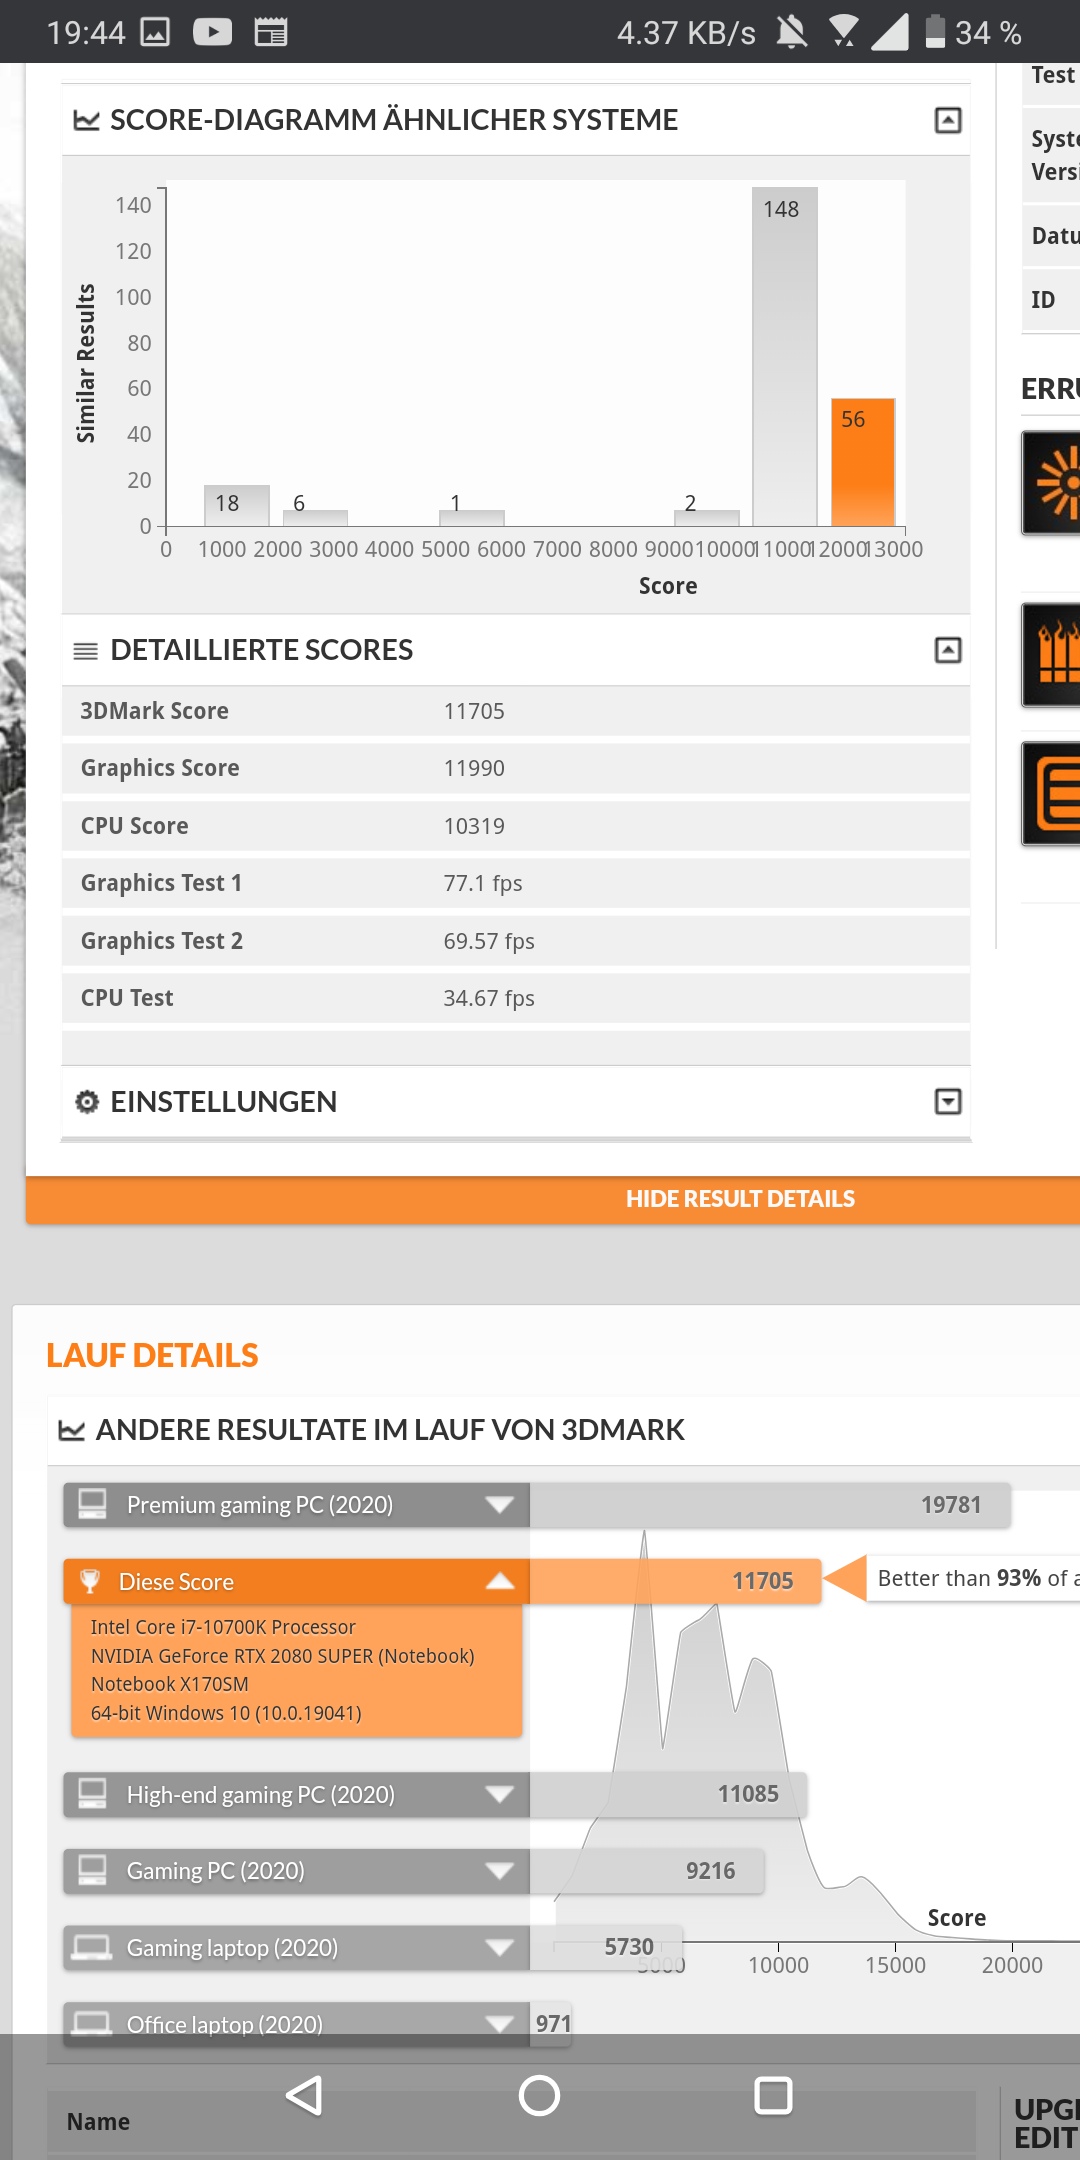 19:44 4.37 KB/s 34 %
SCORE-DIAGRAMM ÄHNLICHER SYSTEME
Similar Results
140
120
100
80
60
40
20
0
148
56
18
6
1
2
0 1000 2000 3000 4000 5000 6000 7000 8000 9000 10000 11000 12000 13000
Score
DETAILLIERTE SCORES
3DMark Score 11705
Graphics Score 11990
CPU Score 10319
Graphics Test 1 77.1 fps
Graphics Test 2 69.57 fps
CPU Test 34.67 fps
EINSTELLUNGEN
HIDE RESULT DETAILS
Test
Syst
Versi
Datu
ID
ERRU
LAUF DETAILS
ANDERE RESULTATE IM LAUF VON 3DMARK
Premium gaming PC (2020) 19781
Diese Score 11705 Better than 93% of a
Intel Core i7-10700K Processor
NVIDIA GeForce RTX 2080 SUPER (Notebook)
Notebook X170SM
64-bit Windows 10 (10.0.19041)
High-end gaming PC (2020) 11085
Gaming PC (2020) 9216
Score
Gaming laptop (2020) 5730
5000 10000 15000 20000
Office laptop (2020) 971
Name
UPG
EDIT